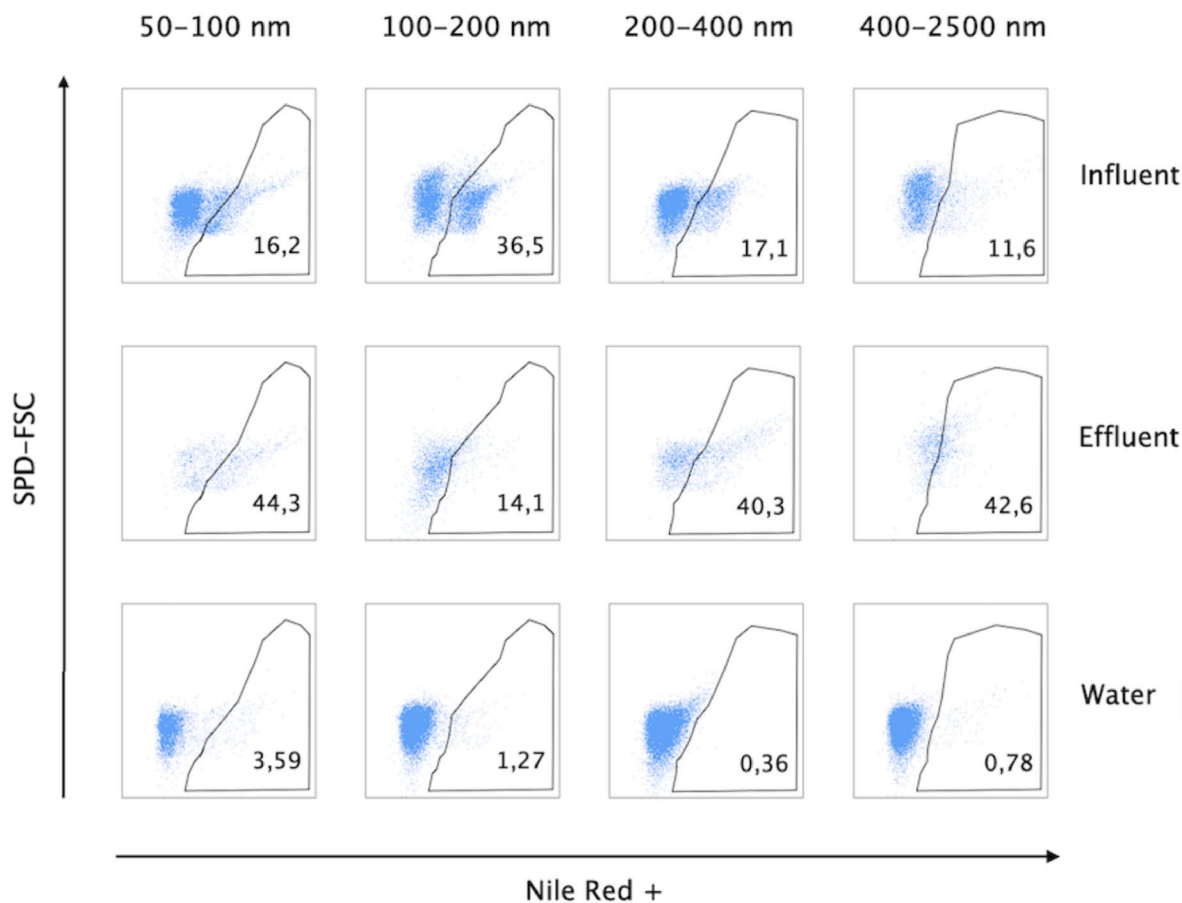 50–100 nm 100–200 nm 200–400 nm 400–2500 nm
Influent
16,2 36,5 17,1 11,6
SPD–FSC
Effluent
44,3 14,1 40,3 42,6
Water
3,59 1,27 0,36 0,78
Nile Red +